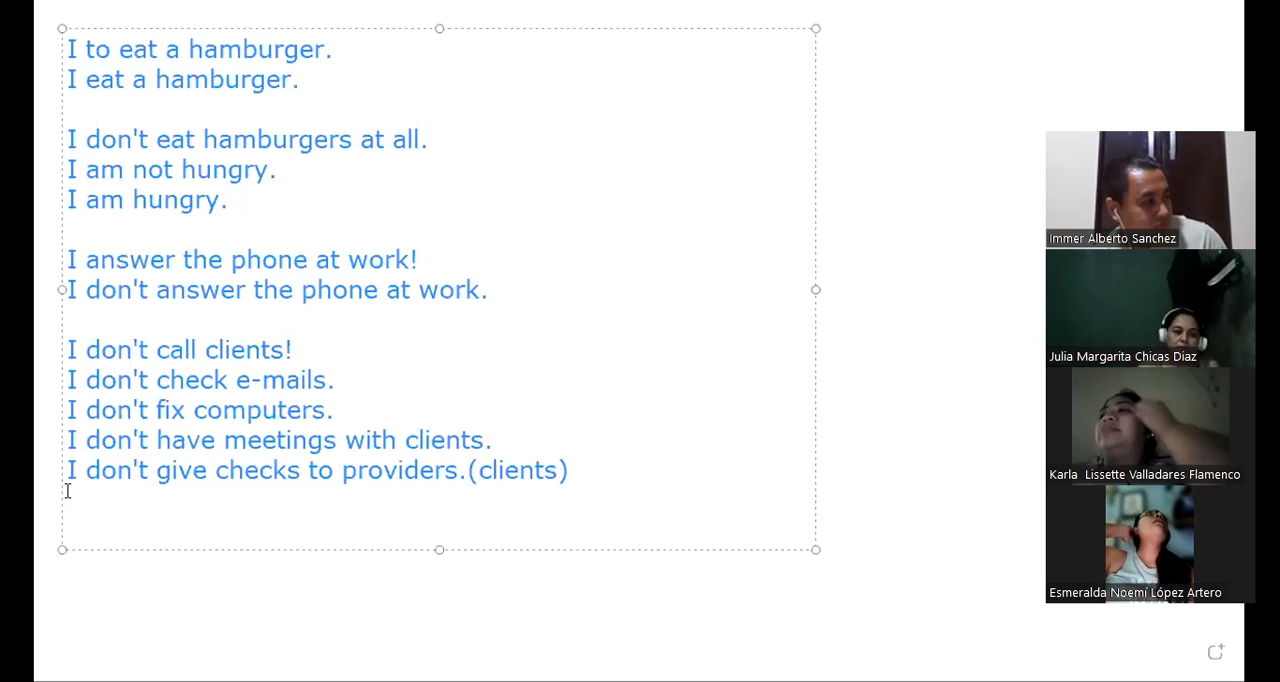 I to eat a hamburger.
I eat a hamburger.
I don't eat hamburgers at all.
I am not hungry.
I am hungry.
I answer the phone at work!
I don't answer the phone at work.
I don't call clients!
I don't check e-mails.
I don't fix computers.
I don't have meetings with clients.
I don't give checks to providers.(clients)
Immer Alberto Sanchez
Julia Margarita Chicas Diaz
Karla Lissette Valladares Flamenco
Esmeralda Noemí López Artero